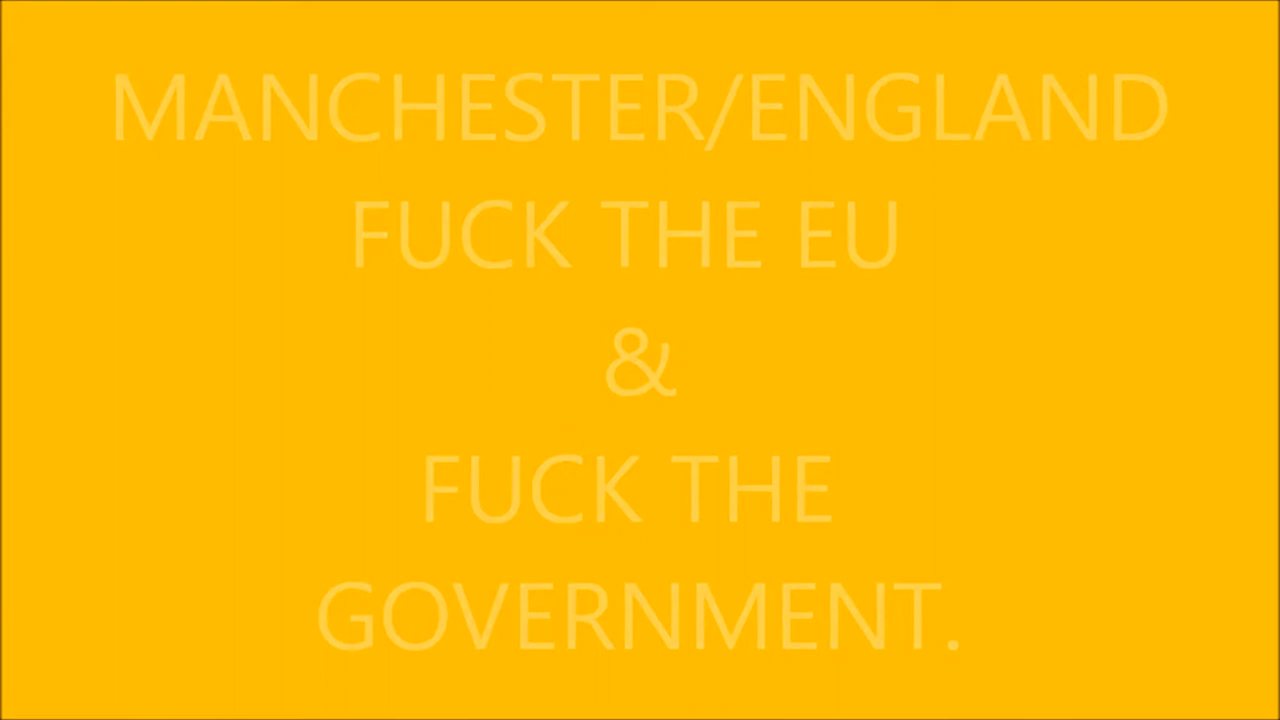 MANCHESTER/ENGLAND
FUCK THE EU
&
FUCK THE
GOVERNMENT.